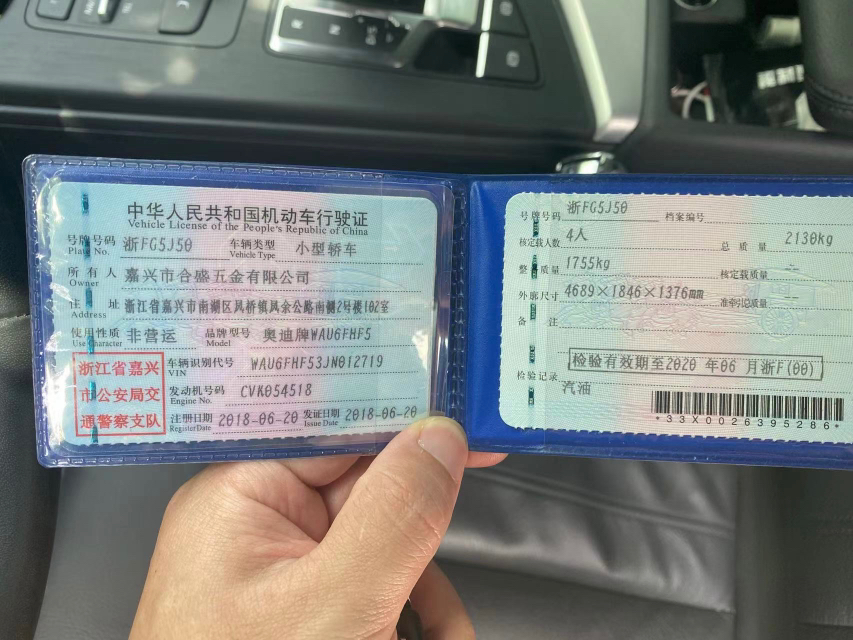 中华人民共和国机动车行驶证
Vehicle License of the People's Republic of China
号牌号码 浙FG5J50 车辆类型 小型轿车
Plate No. Vehicle Type
所有人 嘉兴市合盛五金有限公司
Owner
住 址 浙江省嘉兴市南湖区凤桥镇凤余公路南侧2号楼102室
Address
使用性质 非营运 品牌型号 奥迪牌WAU6FHF5
Use Character Model
浙江省嘉兴
市公安局交
通警察支队
车辆识别代号 WAU6FHF53JN012719
VIN
发动机号码 CVK054518
Engine No.
注册日期 2018-06-20 发证日期 2018-06-20
Register Date Issue Date
号牌号码 浙FG5J50 档案编号
核定载人数 4人 总质量 2130kg
整备质量 1755kg 核定载质量 --
外廓尺寸 4689×1846×1376mm 准牵引总质量 --
备 注
检验有效期至2020年06月浙F(00)
检验记录
汽油
*33X0026395286*